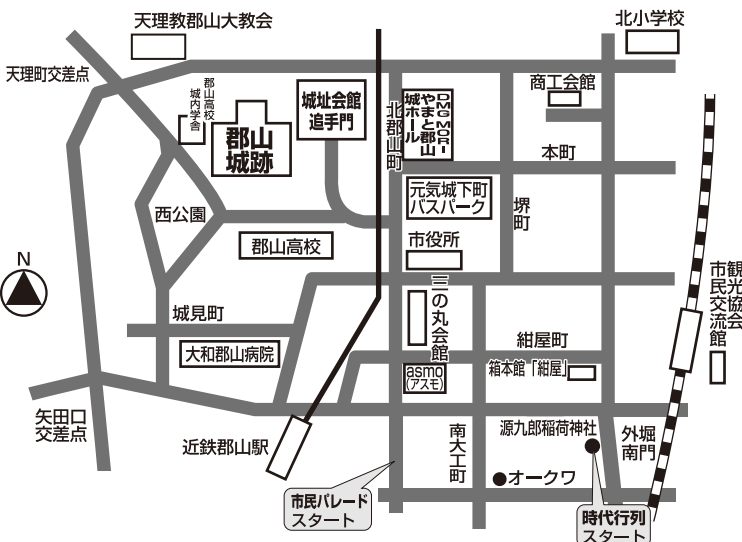 天理教郡山大教会
北小学校
天理町交差点
郡山高校
城内学舎
城址会館
追手門
北郡山町
DMG MORI
やまと郡山
城ホール
商工会館
郡山
城跡
本町
元気城下町
バスパーク
堺町
西公園
郡山高校
市役所
N
観光協会
市民交流館
三の丸会館
城見町
紺屋町
大和郡山病院
asmo
(アスモ)
箱本館「紺屋」
矢田口
交差点
近鉄郡山駅
南大工町
源九郎稲荷神社
外堀
南門
オークワ
市民パレード
スタート
時代行列
スタート